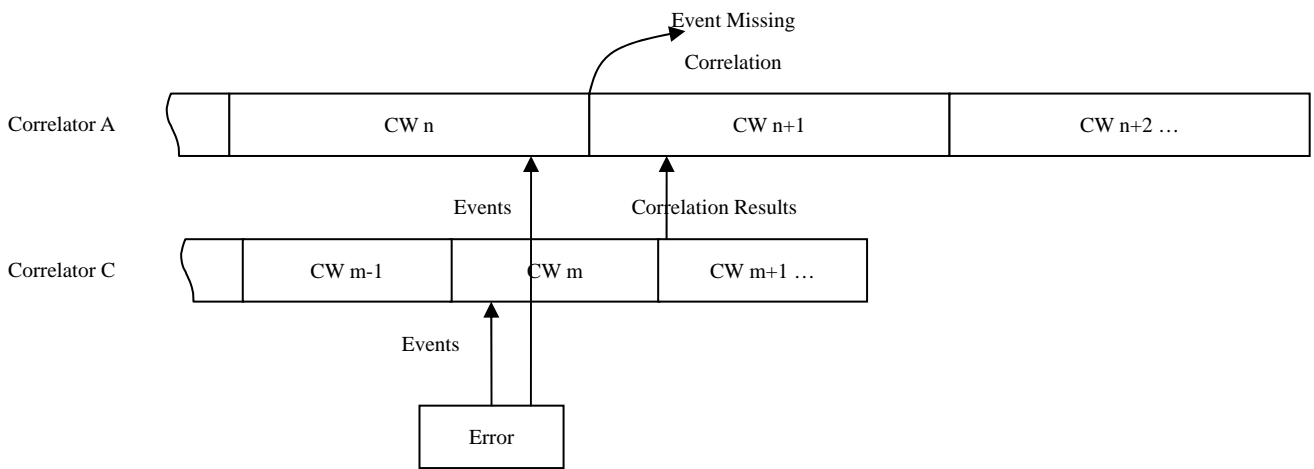 Event Missing
Correlation
Correlator A
CW n
CW n+1
CW n+2 …
Events
Correlation Results
Correlator C
CW m-1
CW m
CW m+1 …
Events
Error